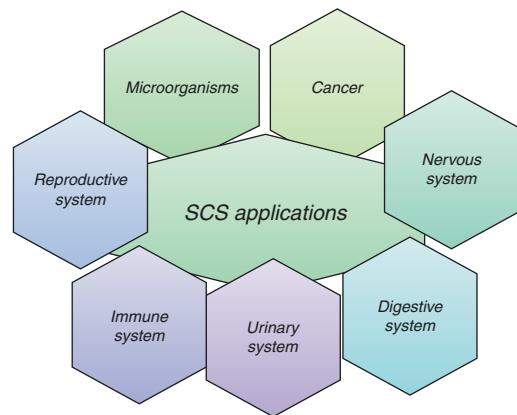 Microorganisms
Cancer
Nervous
system
Reproductive
system
SCS applications
Immune
system
Urinary
system
Digestive
system